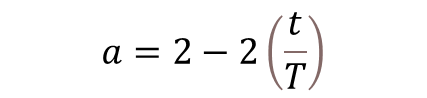 a = 2 − 2 (t/T)